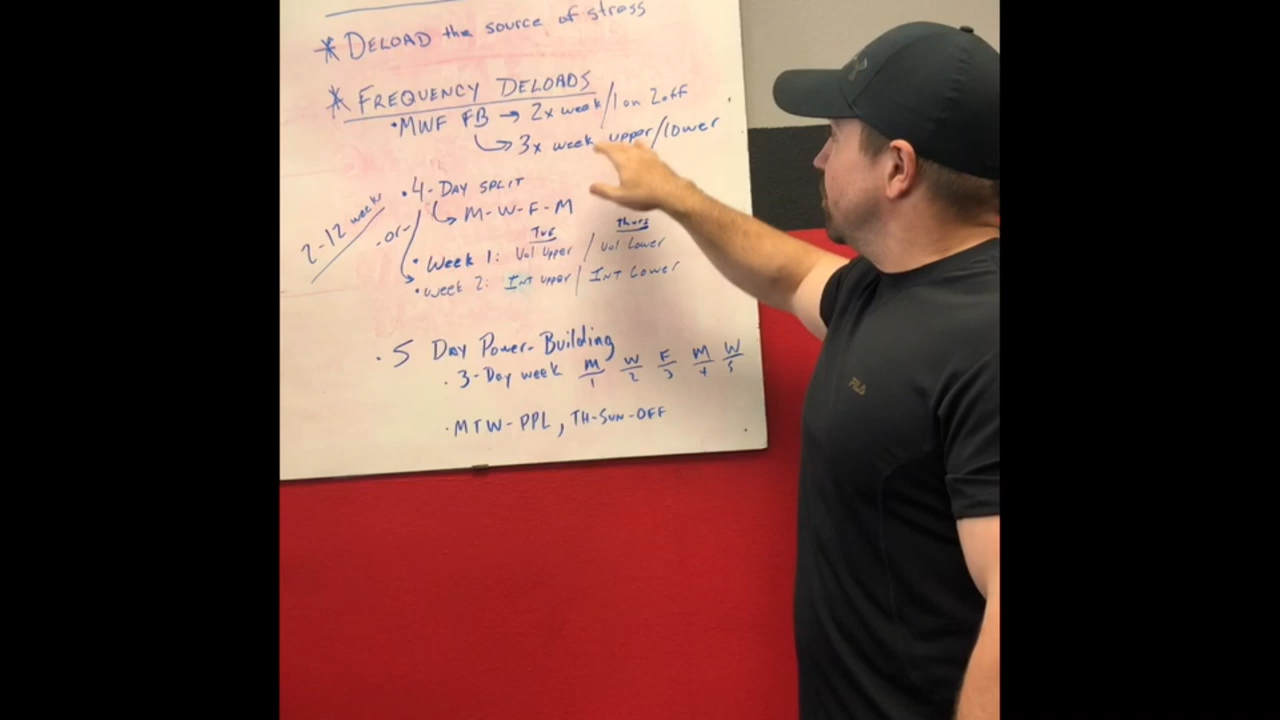 * DELOAD the source of stress
* FREQUENCY DELOADS
• MWF FB → 2x week/1 on 2 off
→ 3x week upper/lower
• 4-DAY SPLIT
→ M-W-F-M
2-12 weeks
-or-
Tue Thurs
• Week 1: Vol Upper / Vol Lower
• Week 2: INT Upper / INT Lower
• 5 Day Power-Building
• 3-Day week M W F M W
1 2 3 4 5
• MTW-PPL, TH-SUN-OFF
FILA